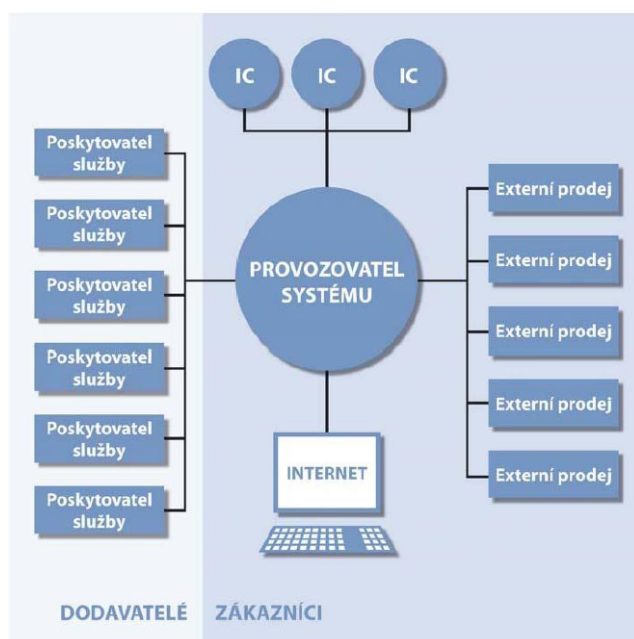 IC
IC
IC
Poskytovatel
služby
Poskytovatel
služby
Poskytovatel
služby
Poskytovatel
služby
Poskytovatel
služby
Poskytovatel
služby
PROVOZOVATEL
SYSTÉMU
INTERNET
Externí prodej
Externí prodej
Externí prodej
Externí prodej
Externí prodej
DODAVATELÉ
ZÁKAZNÍCI